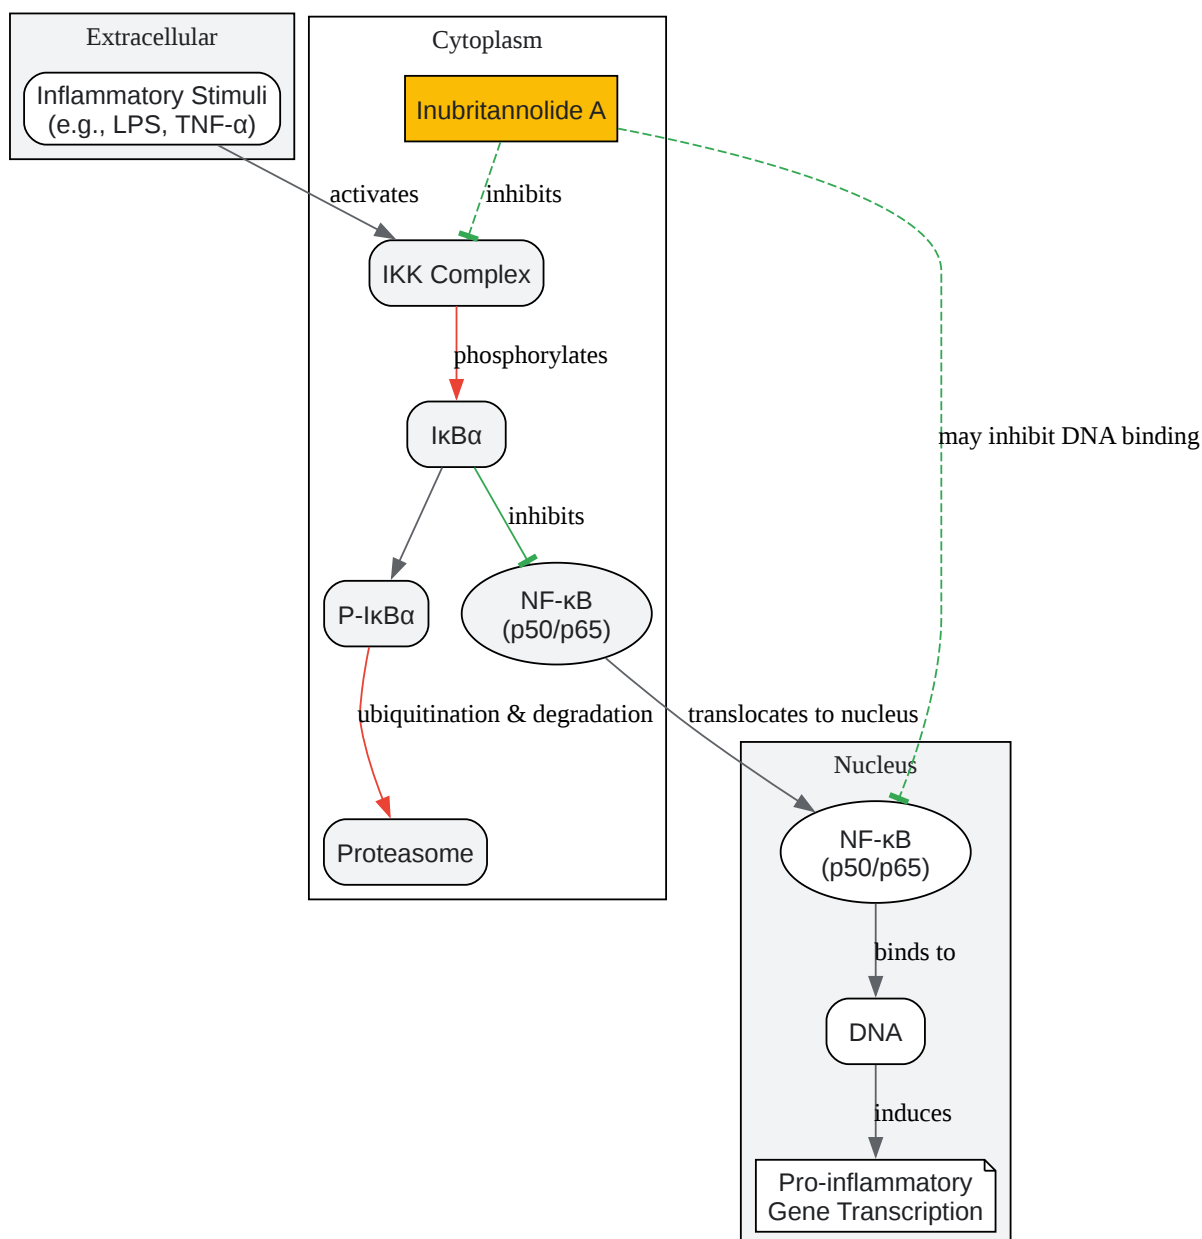 Extracellular
Inflammatory Stimuli
(e.g., LPS, TNF-α)
Cytoplasm
Inubritannolide A
activates
inhibits
IKK Complex
phosphorylates
IκBα
may inhibit DNA binding
inhibits
P-IκBα
NF-κB
(p50/p65)
ubiquitination & degradation
translocates to nucleus
Nucleus
NF-κB
(p50/p65)
Proteasome
binds to
DNA
induces
Pro-inflammatory
Gene Transcription